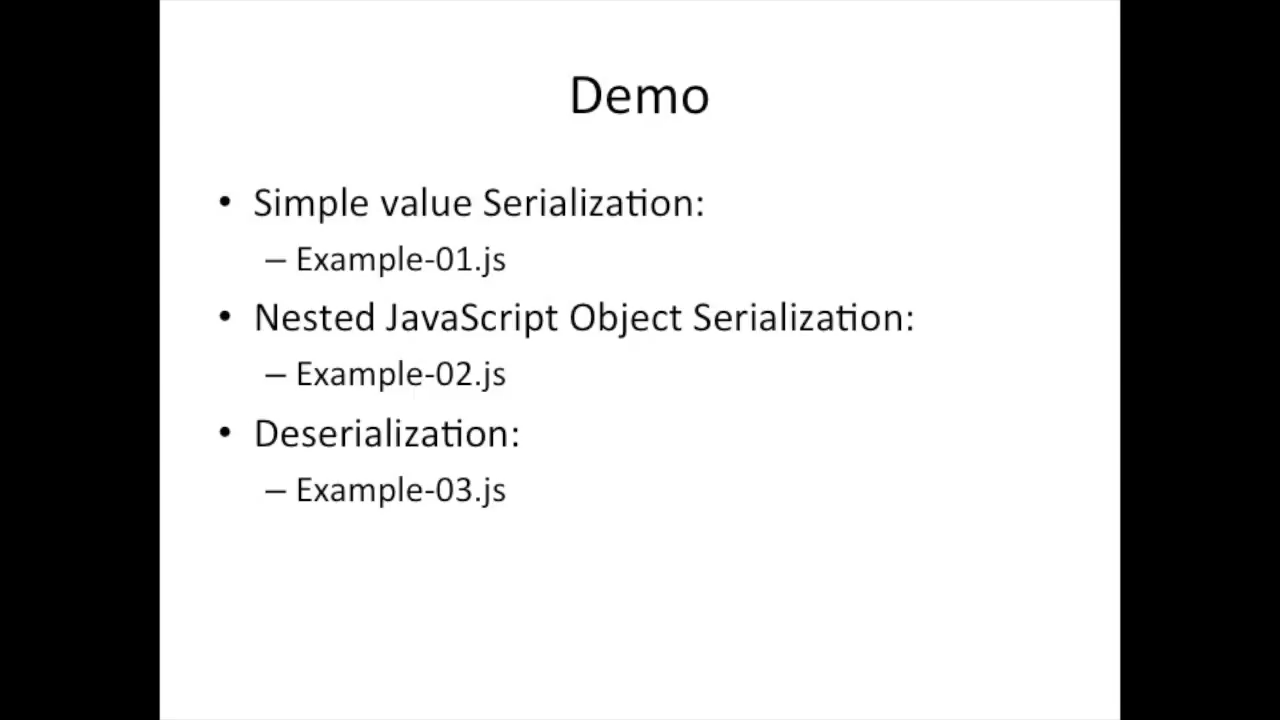 Demo
• Simple value Serialization:
– Example-01.js
• Nested JavaScript Object Serialization:
– Example-02.js
• Deserialization:
– Example-03.js